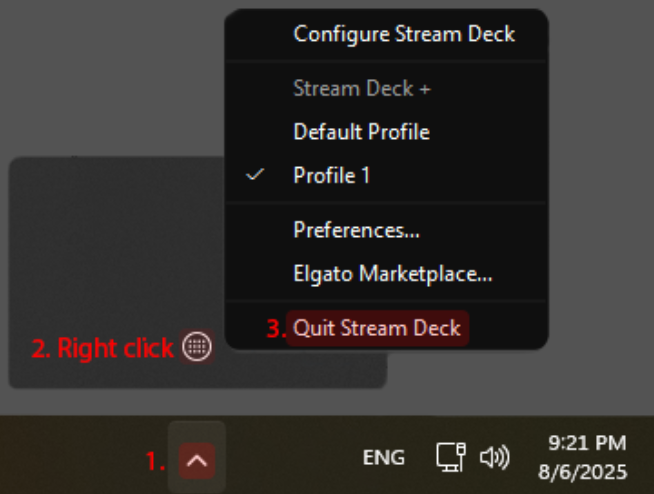 Configure Stream Deck
Stream Deck +
Default Profile
Profile 1
Preferences...
Elgato Marketplace...
3. Quit Stream Deck
2. Right click
1.
ENG
9:21 PM
8/6/2025